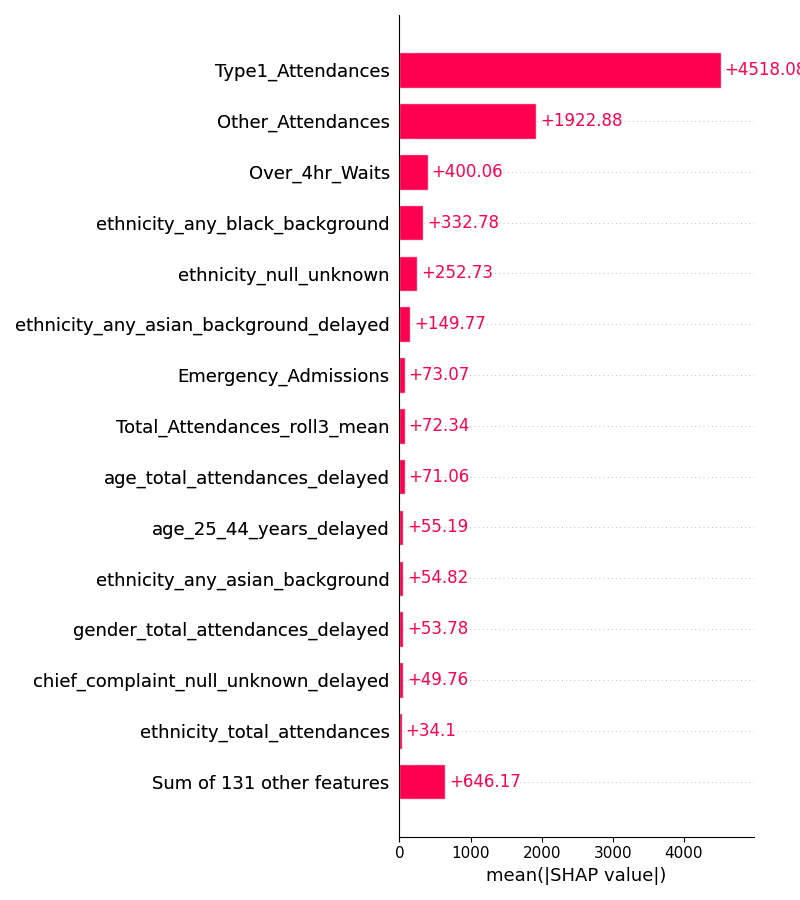 Type1_Attendances +4518.08
Other_Attendances +1922.88
Over_4hr_Waits +400.06
ethnicity_any_black_background +332.78
ethnicity_null_unknown +252.73
ethnicity_any_asian_background_delayed +149.77
Emergency_Admissions +73.07
Total_Attendances_roll3_mean +72.34
age_total_attendances_delayed +71.06
age_25_44_years_delayed +55.19
ethnicity_any_asian_background +54.82
gender_total_attendances_delayed +53.78
chief_complaint_null_unknown_delayed +49.76
ethnicity_total_attendances +34.1
Sum of 131 other features +646.17
0 1000 2000 3000 4000
mean(|SHAP value|)